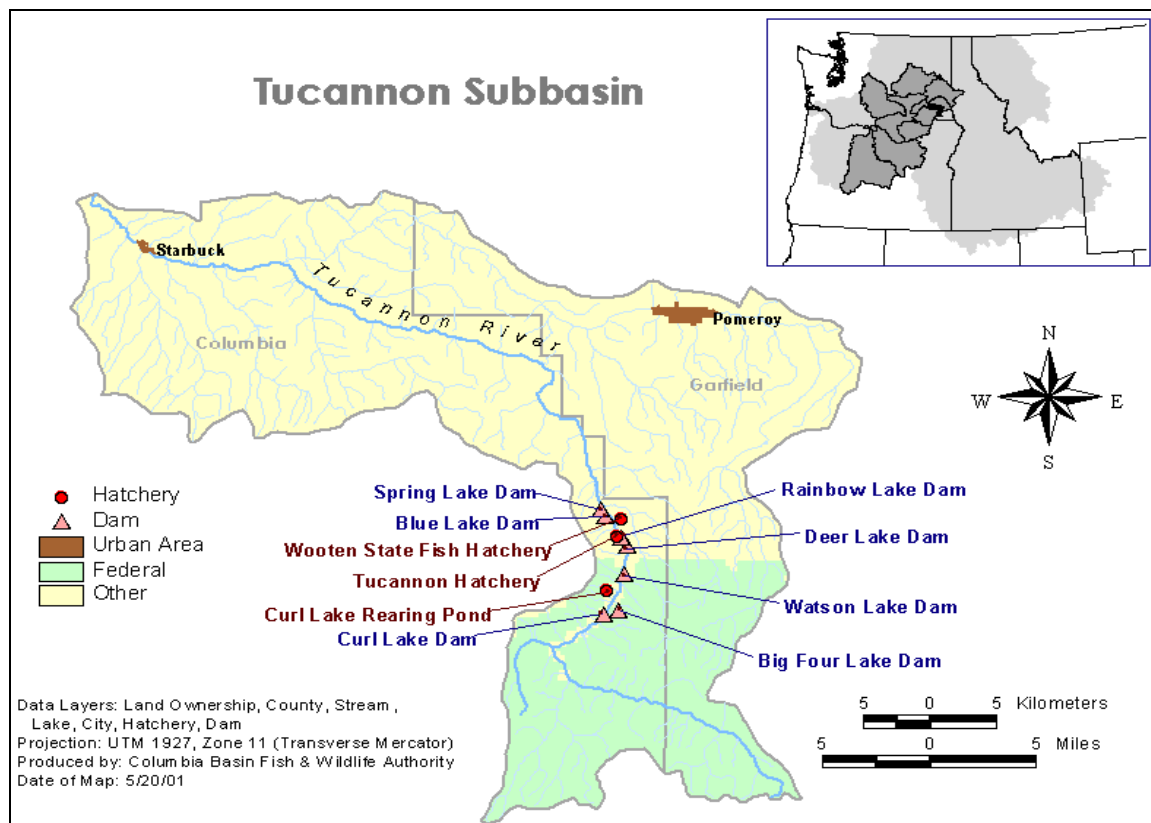 Tucannon Subbasin
Starbuck
Tucannon River
Pomeroy
Columbia
Garfield
N
W E
S
Hatchery
Dam
Urban Area
Federal
Other
Spring Lake Dam
Blue Lake Dam
Wooten State Fish Hatchery
Tucannon Hatchery
Curl Lake Rearing Pond
Curl Lake Dam
Rainbow Lake Dam
Deer Lake Dam
Watson Lake Dam
Big Four Lake Dam
Data Layers: Land Ownership, County, Stream,
Lake, City, Hatchery, Dam
Projection: UTM 1927, Zone 11 (Transverse Mercator)
Produced by: Columbia Basin Fish & Wildlife Authority
Date of Map: 5/20/01
5 0 5 Kilometers
5 0 5 Miles